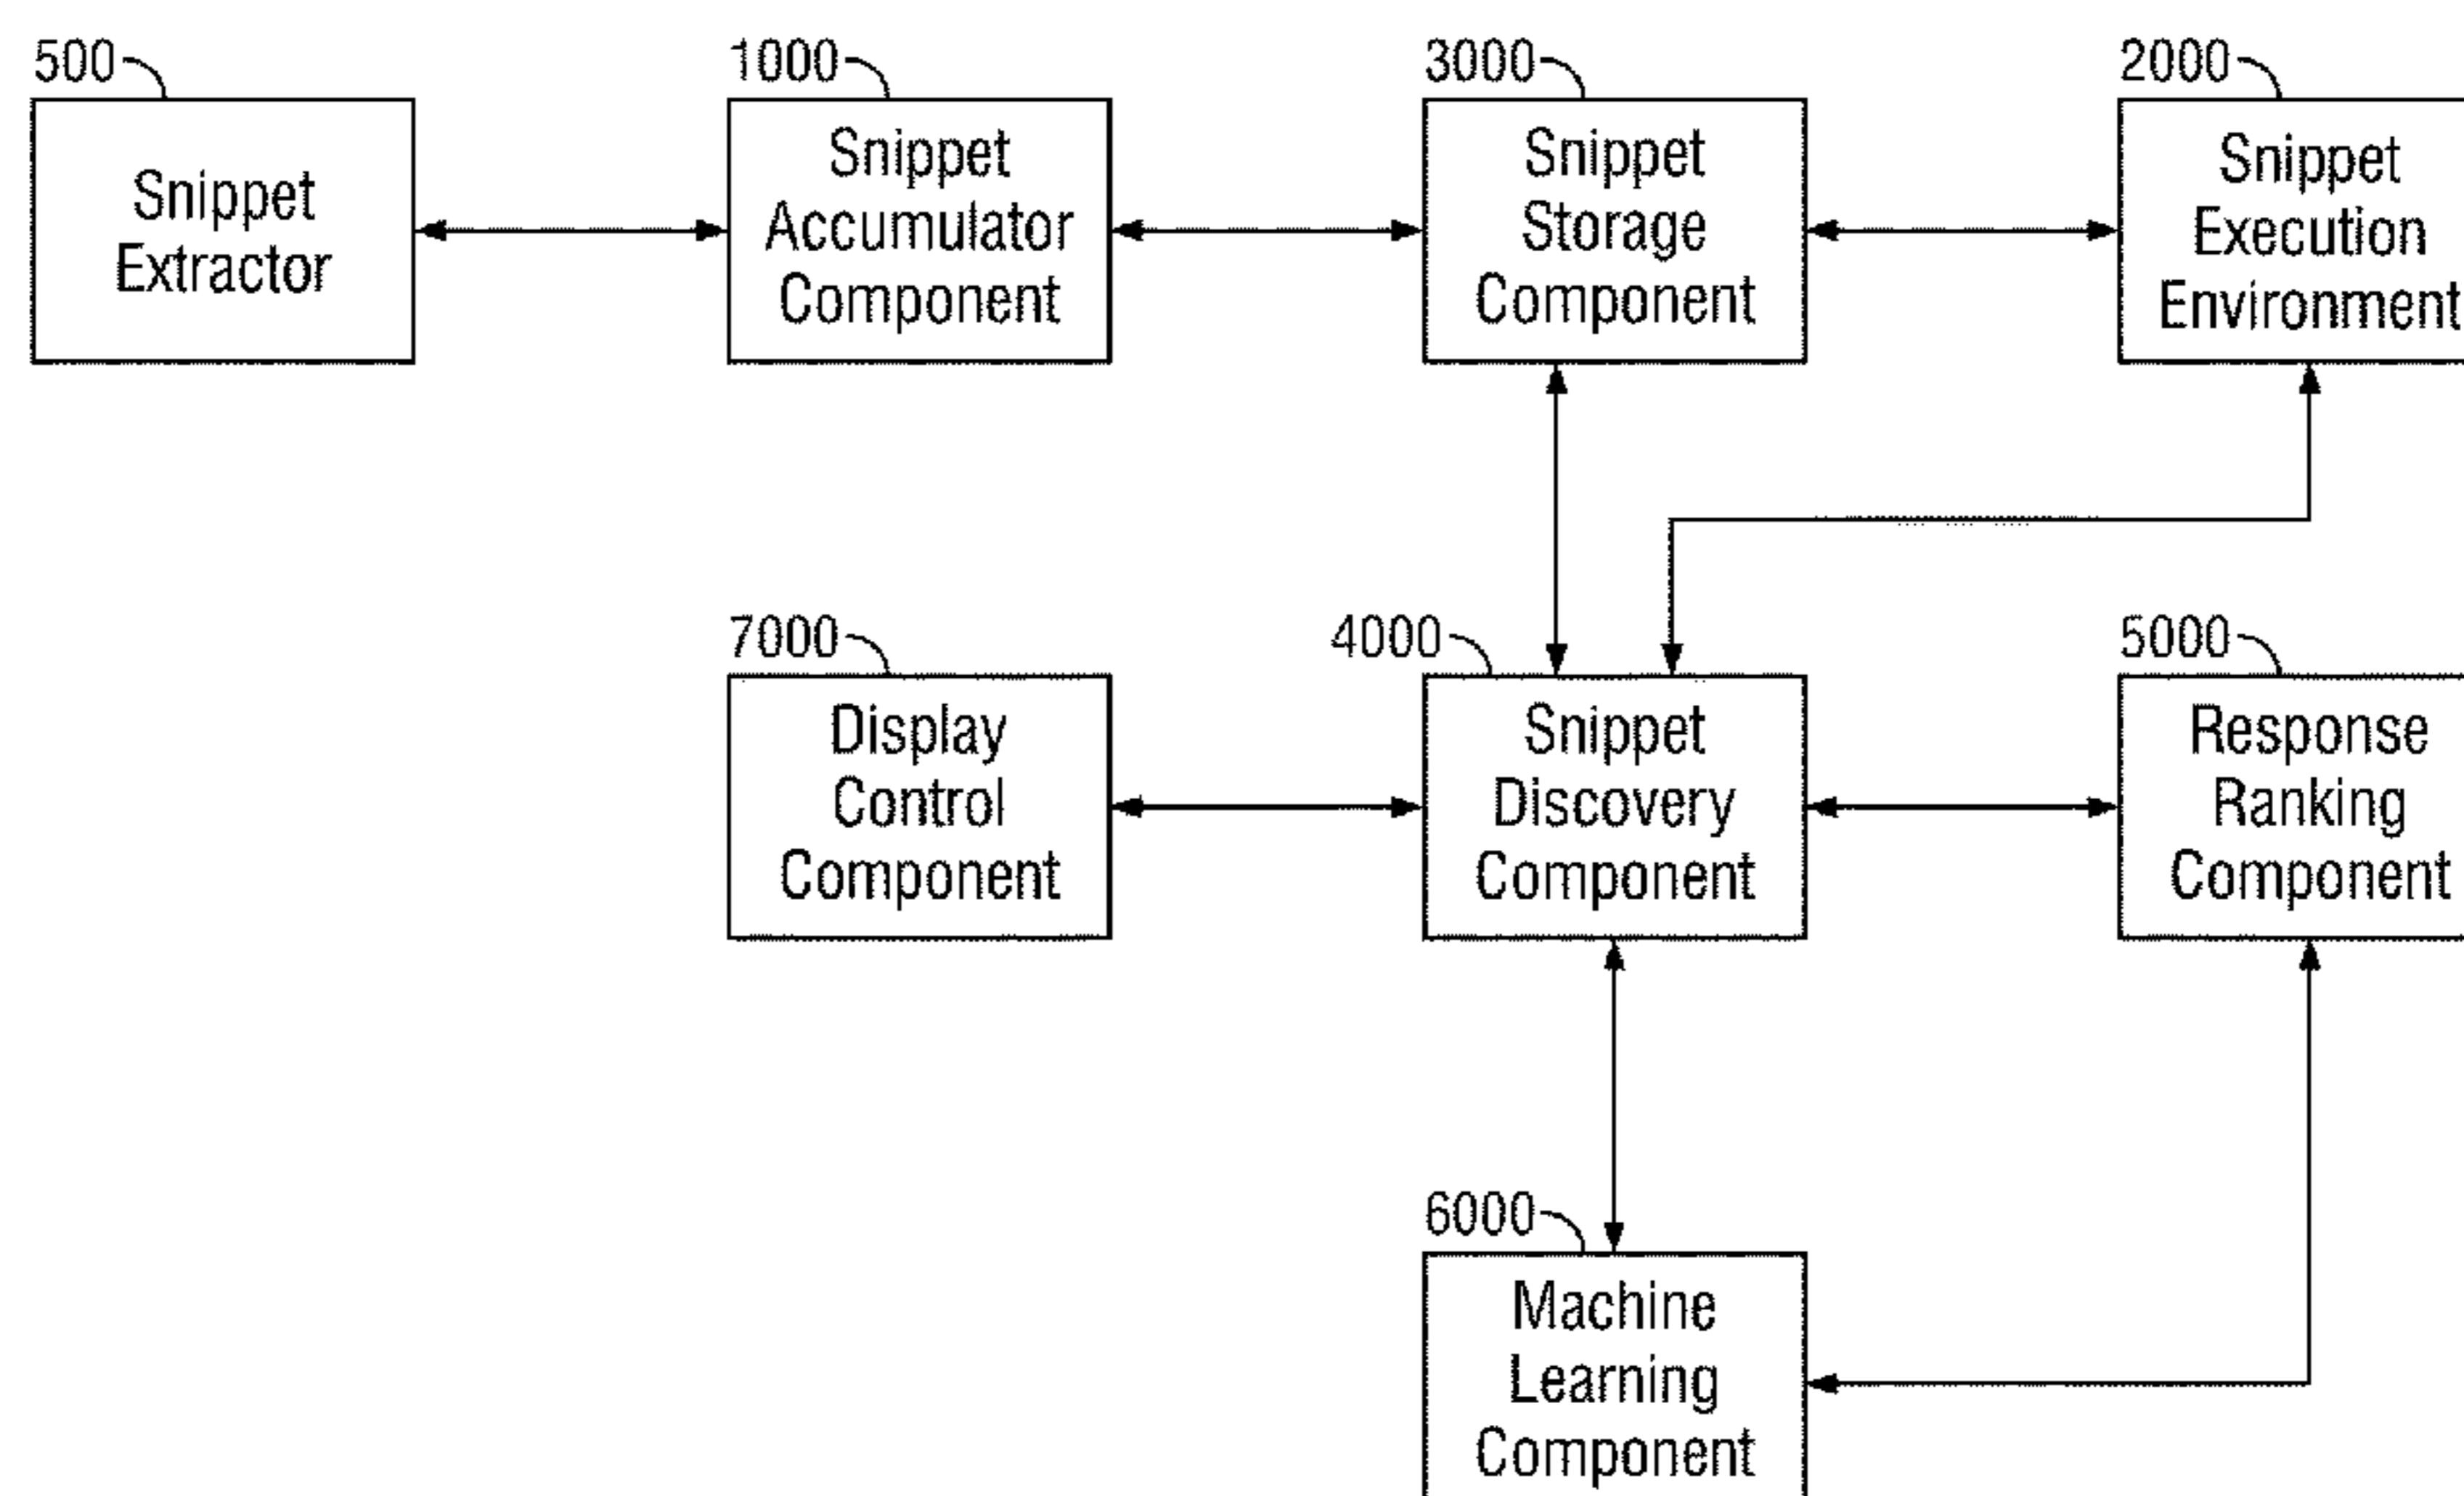 500
1000
3000
2000
Snippet
Extractor
Snippet
Accumulator
Component
Snippet
Storage
Component
Snippet
Execution
Environment
7000
4000
5000
Display
Control
Component
Snippet
Discovery
Component
Response
Ranking
Component
6000
Machine
Learning
Component